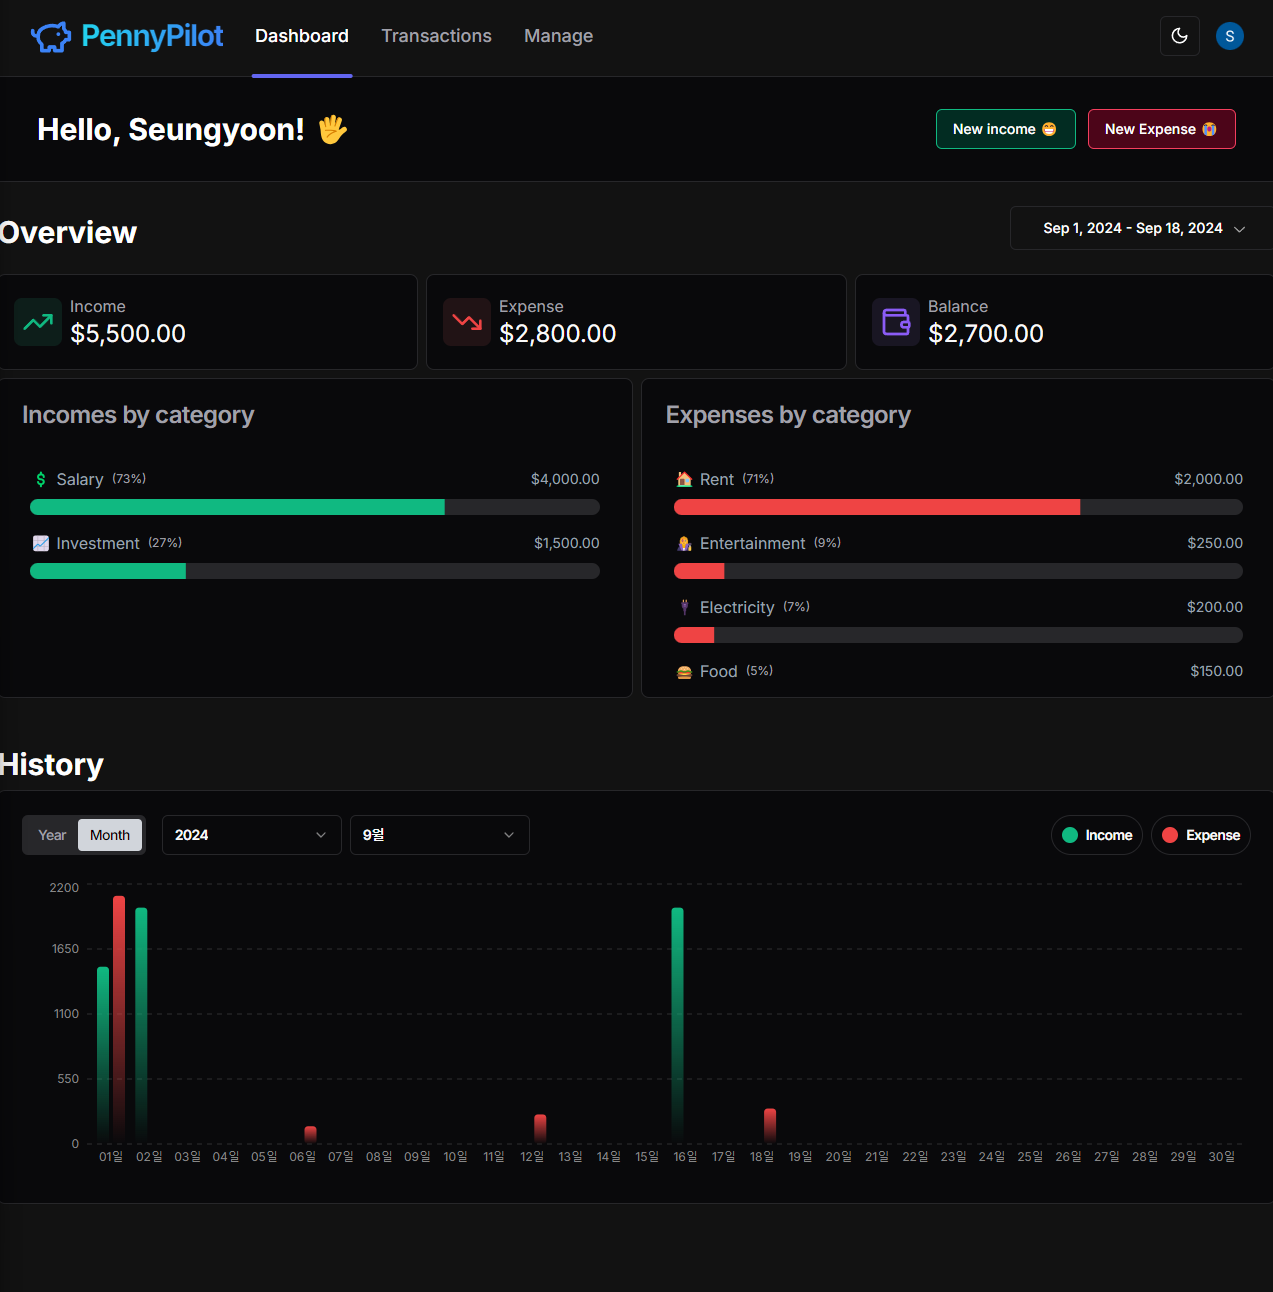 PennyPilot Dashboard Transactions Manage S
Hello, Seungyoon! 🖐 New income 😁 New Expense 😭
Overview Sep 1, 2024 - Sep 18, 2024
Income
$5,500.00
Expense
$2,800.00
Balance
$2,700.00
Incomes by category
Salary (73%) $4,000.00
Investment (27%) $1,500.00
Expenses by category
Rent (71%) $2,000.00
Entertainment (9%) $250.00
Electricity (7%) $200.00
Food (5%) $150.00
History
Year Month 2024 9월 Income Expense
2200
1650
1100
550
0
01일 02일 03일 04일 05일 06일 07일 08일 09일 10일 11일 12일 13일 14일 15일 16일 17일 18일 19일 20일 21일 22일 23일 24일 25일 26일 27일 28일 29일 30일